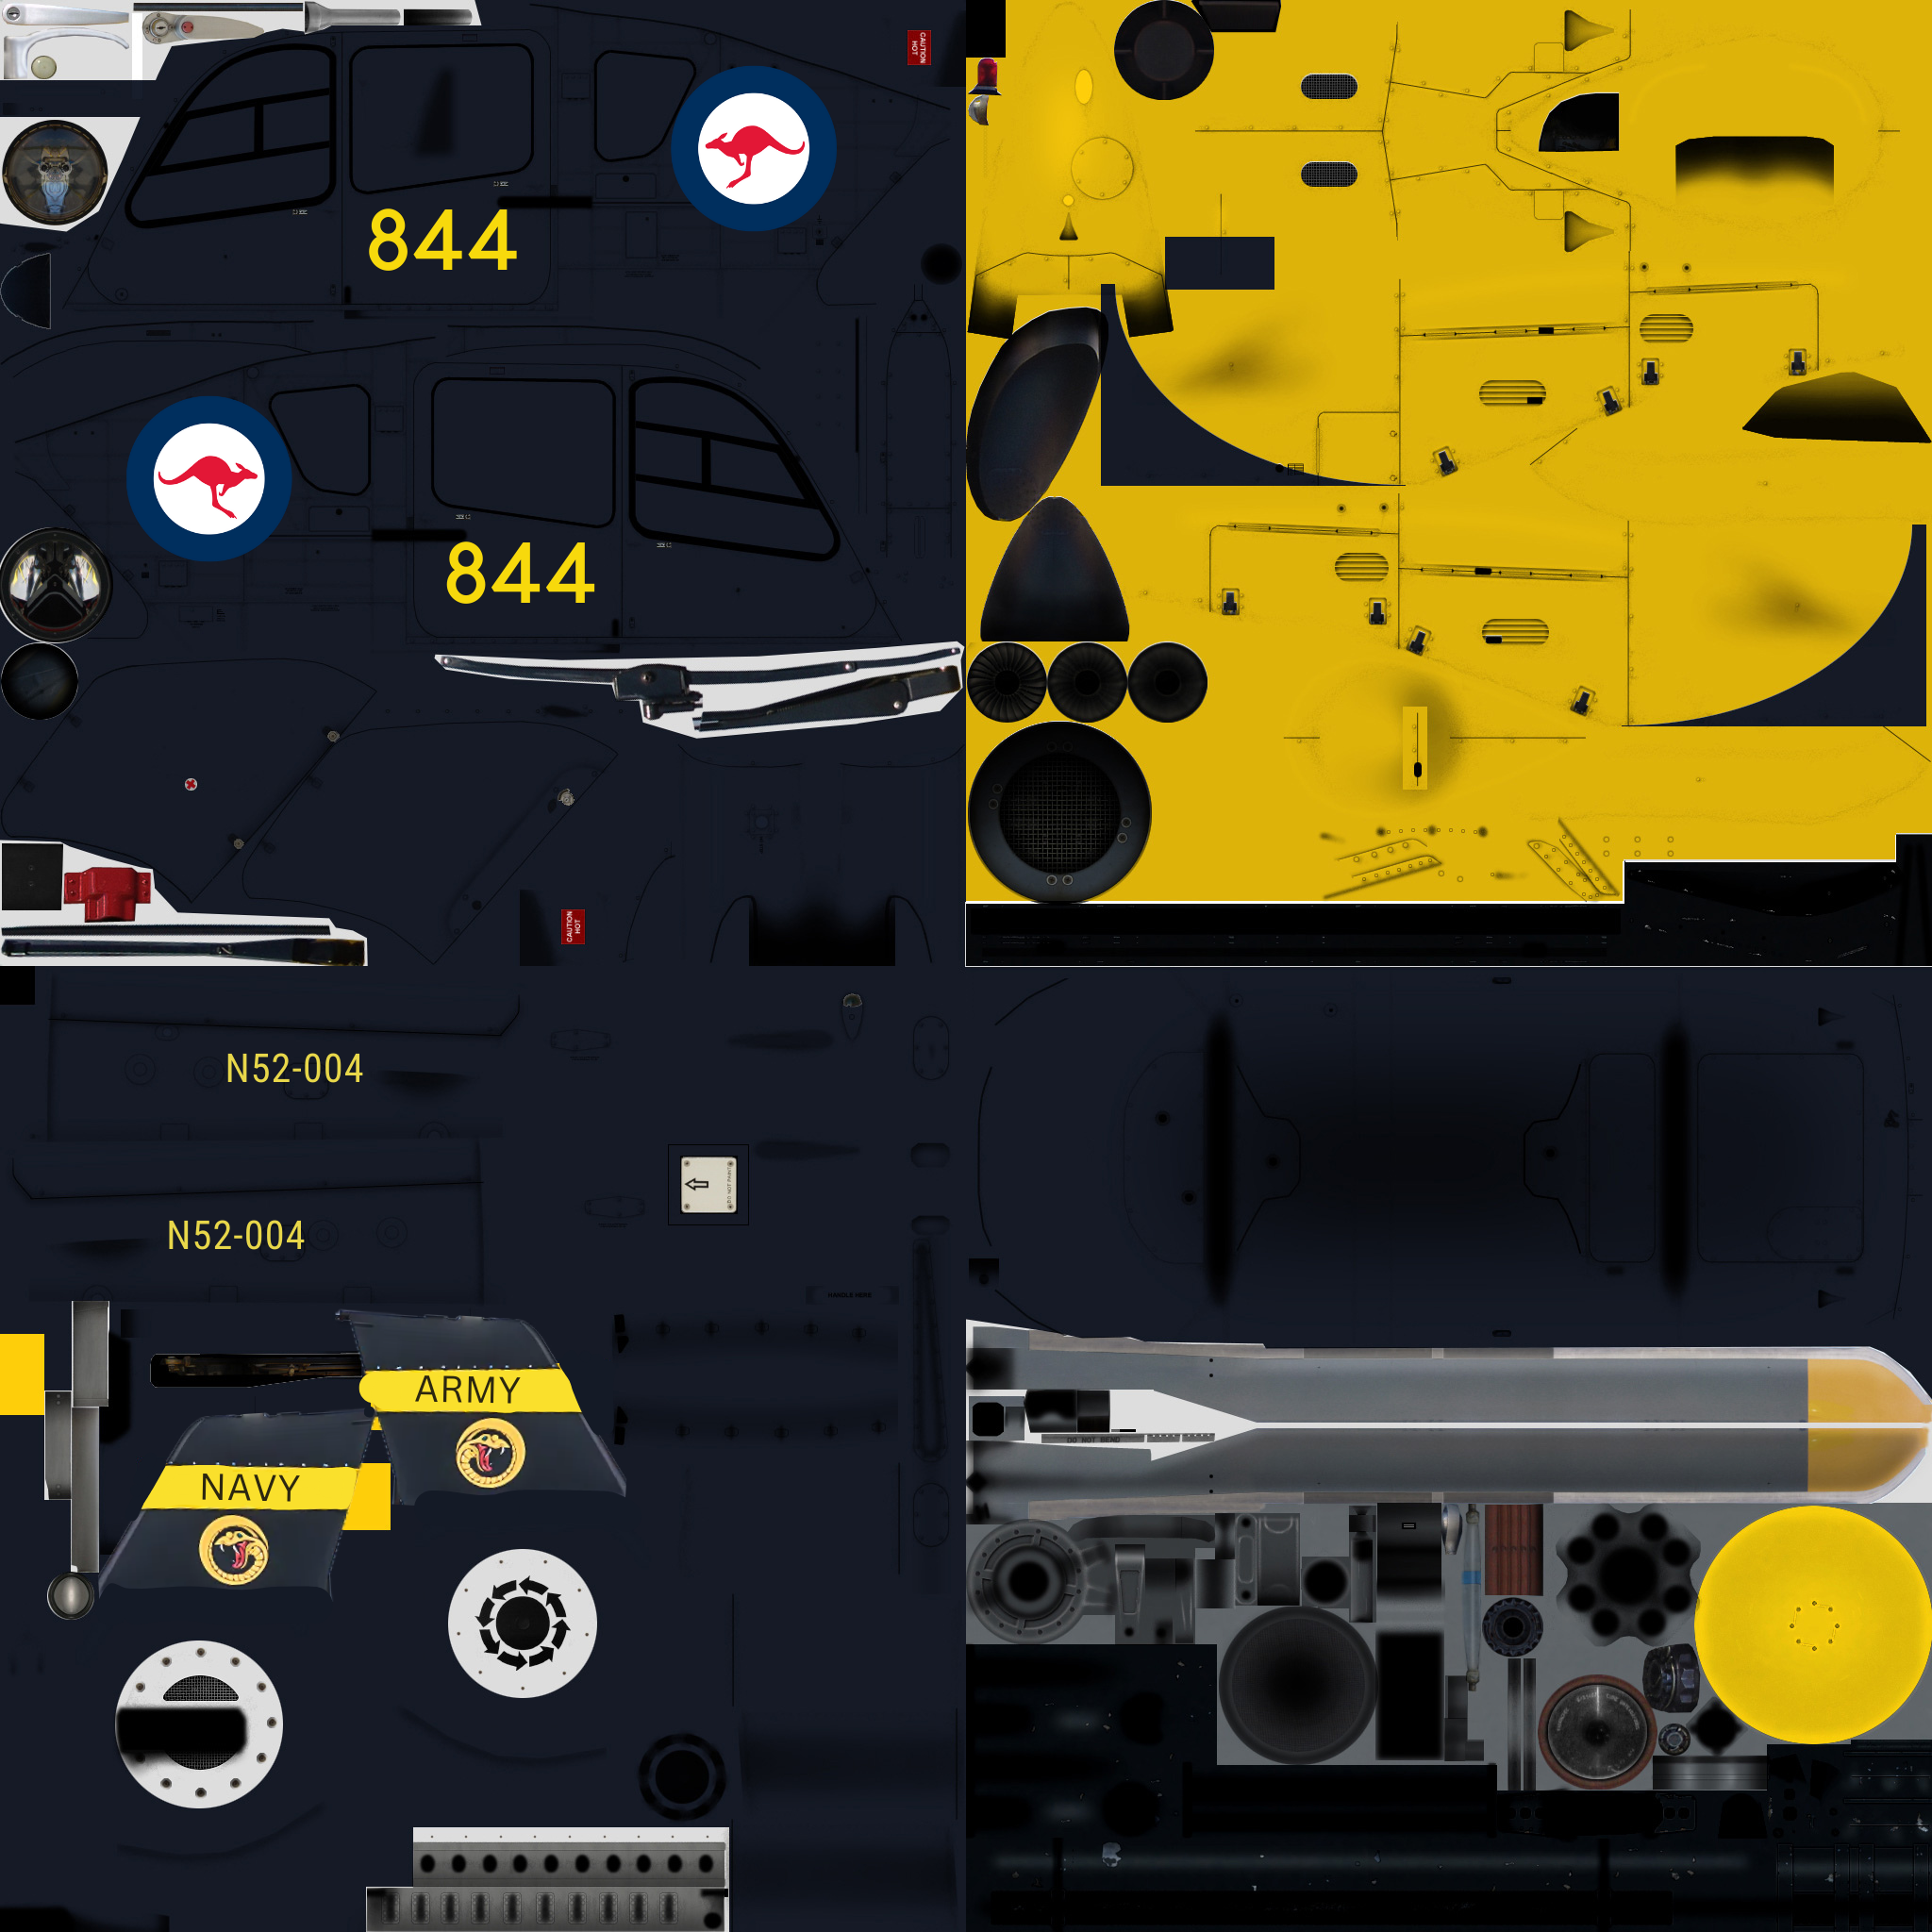 CAUTION
HOT
844
844
CAUTION
HOT
N52-004
DO NOT PAINT
N52-004
HANDLE HERE
ARMY
NAVY
DO NOT BEND